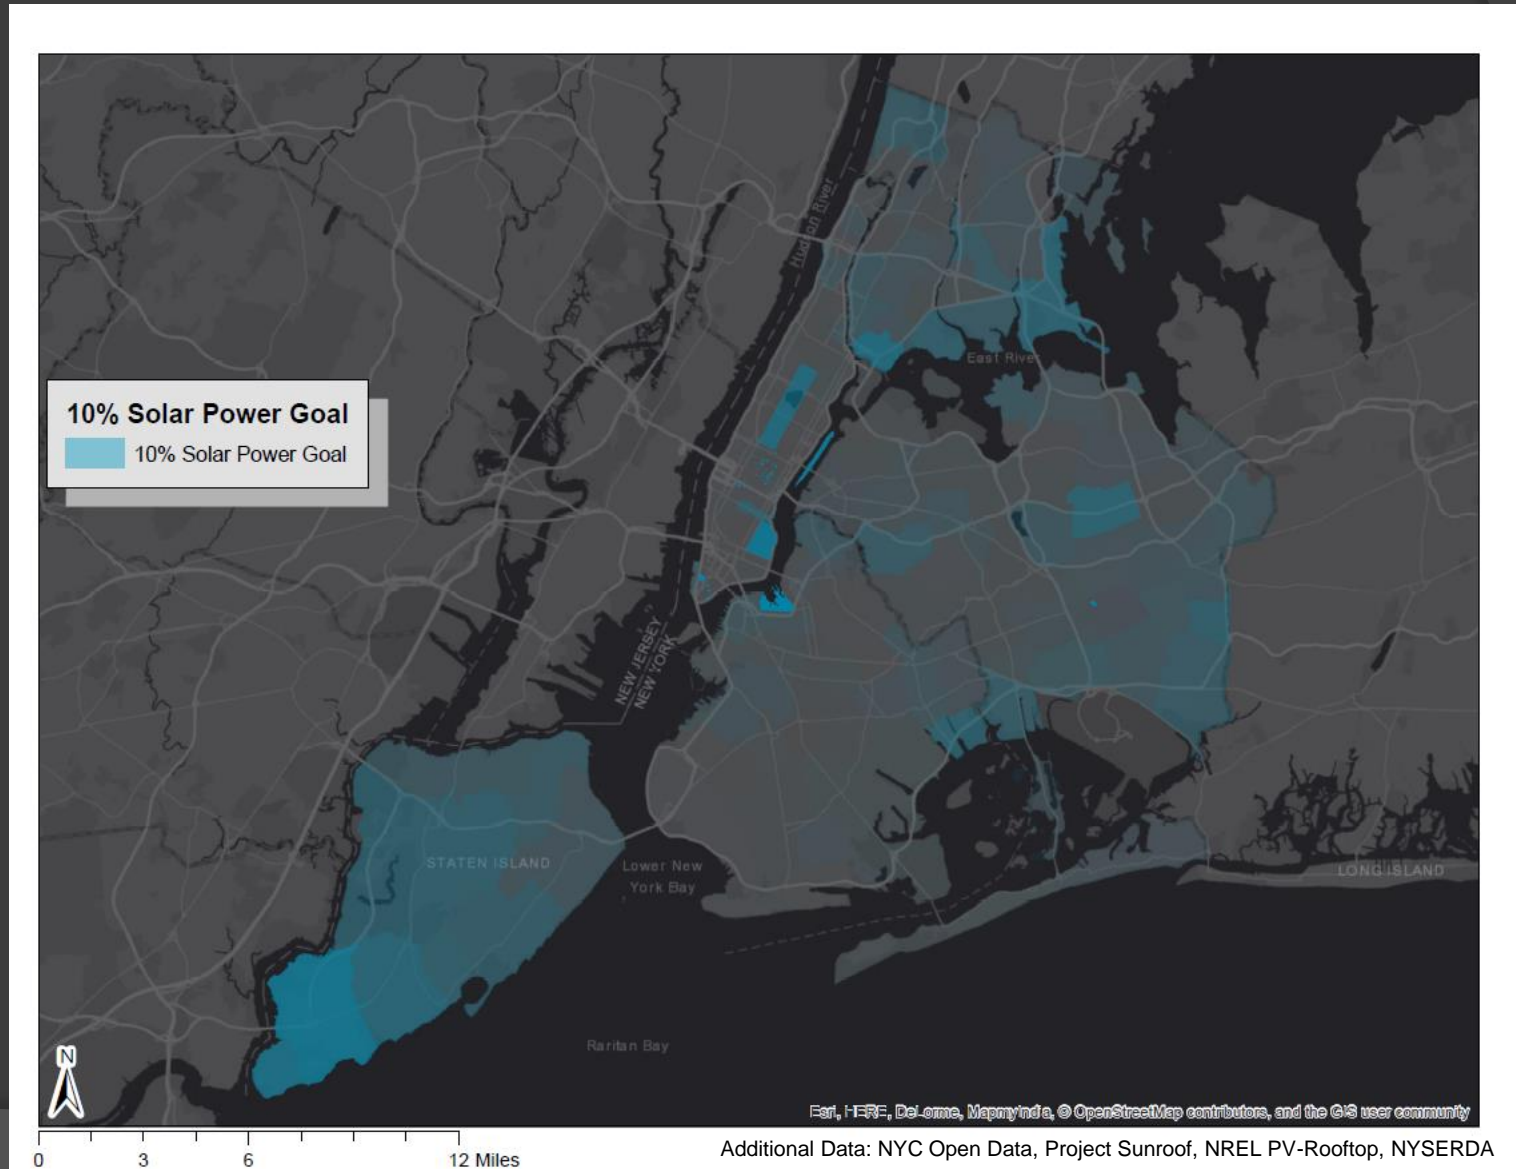 Hudson River
East River
10% Solar Power Goal
10% Solar Power Goal
NEW JERSEY
NEW YORK
STATEN ISLAND
Lower New
York Bay
LONG ISLAND
Raritan Bay
N
Esri, HERE, DeLorme, MapmyIndia, © OpenStreetMap contributors, and the GIS user community
0 3 6 12 Miles
Additional Data: NYC Open Data, Project Sunroof, NREL PV-Rooftop, NYSERDA